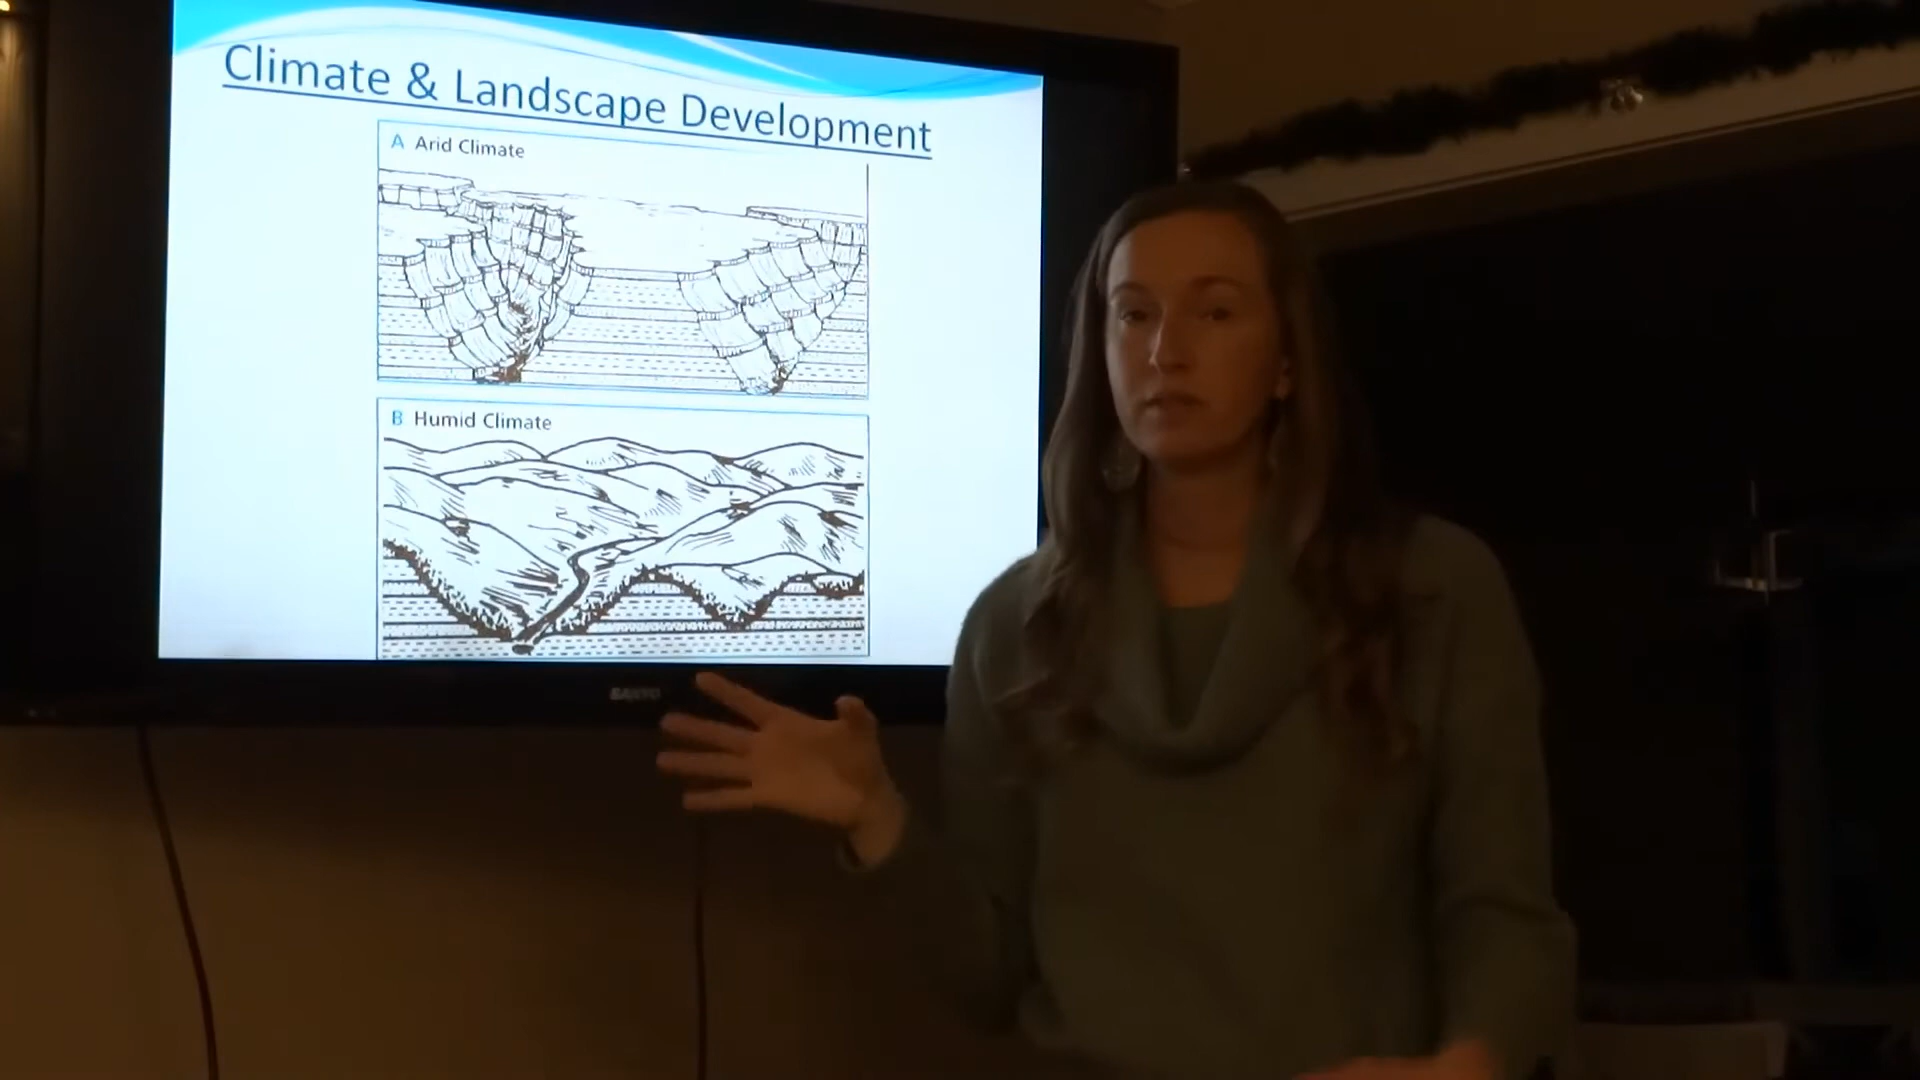 Climate & Landscape Development
A Arid Climate
B Humid Climate
SANYO